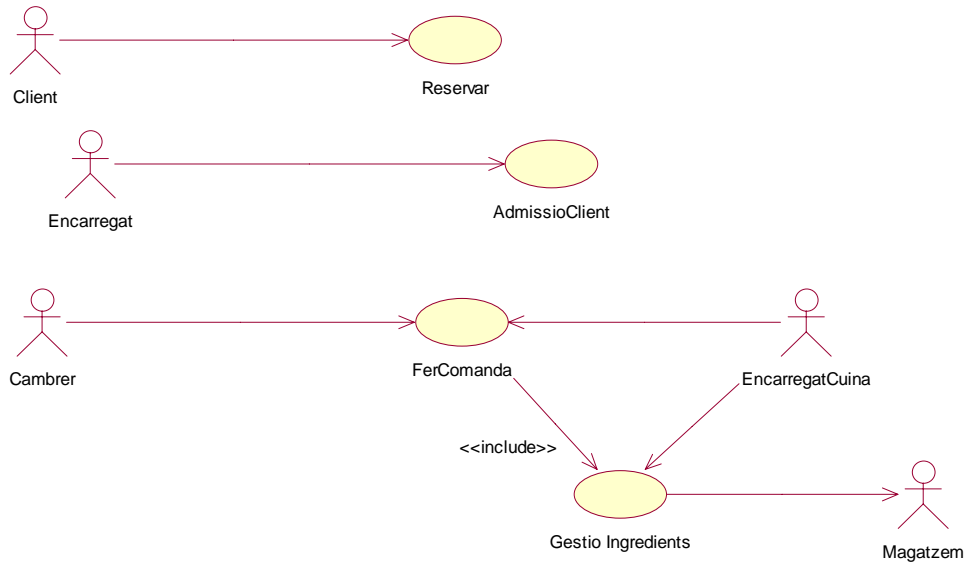 Client
Reservar
Encarregat
AdmissioClient
Cambrer
FerComanda
EncarregatCuina
<<include>>
Gestio Ingredients
Magatzem